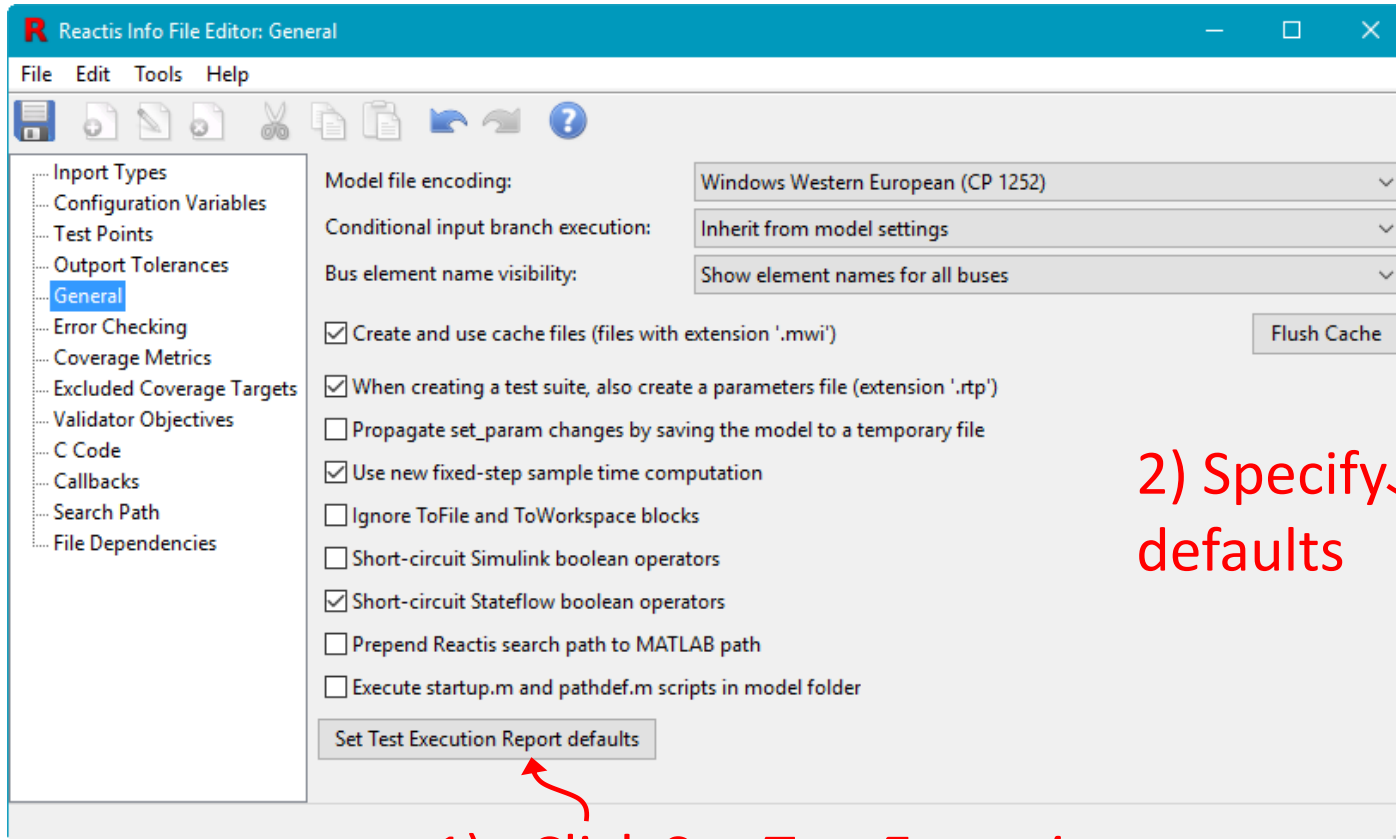 Reactis Info File Editor: General
File Edit Tools Help
Inport Types
Configuration Variables
Test Points
Outport Tolerances
General
Error Checking
Coverage Metrics
Excluded Coverage Targets
Validator Objectives
C Code
Callbacks
Search Path
File Dependencies
Model file encoding: Windows Western European (CP 1252)
Conditional input branch execution: Inherit from model settings
Bus element name visibility: Show element names for all buses
Create and use cache files (files with extension '.mwi') Flush Cache
When creating a test suite, also create a parameters file (extension '.rtp')
Propagate set_param changes by saving the model to a temporary file
Use new fixed-step sample time computation
Ignore ToFile and ToWorkspace blocks
Short-circuit Simulink boolean operators
Short-circuit Stateflow boolean operators
Prepend Reactis search path to MATLAB path
Execute startup.m and pathdef.m scripts in model folder
Set Test Execution Report defaults
2) Specify
defaults
1) Click Set Test Execution